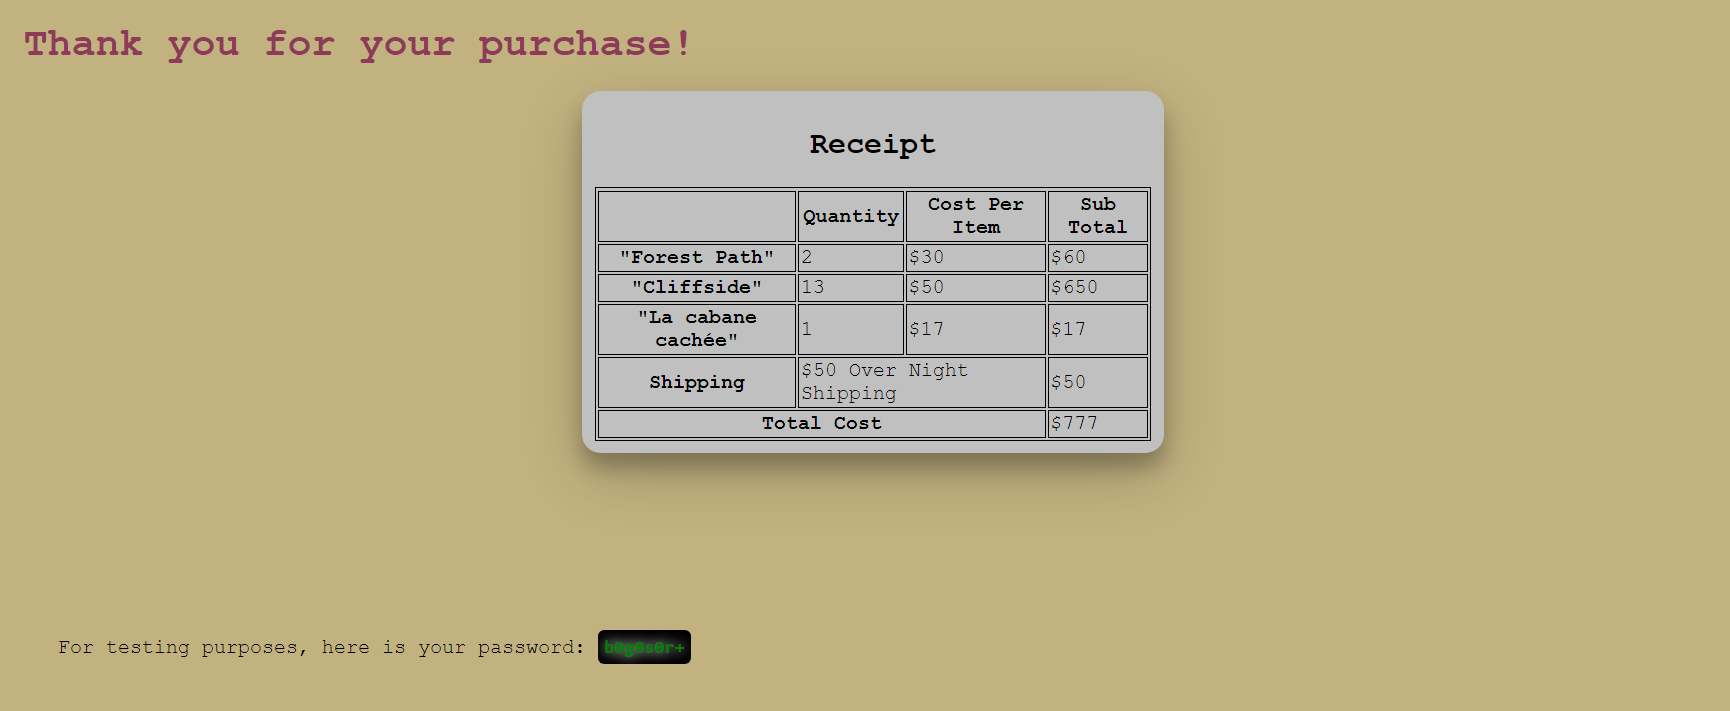 Thank you for your purchase!
Receipt
Quantity Cost Per Item Sub Total
"Forest Path" 2 $30 $60
"Cliffside" 13 $50 $650
"La cabane cachée" 1 $17 $17
Shipping $50 Over Night Shipping $50
Total Cost $777
For testing purposes, here is your password: